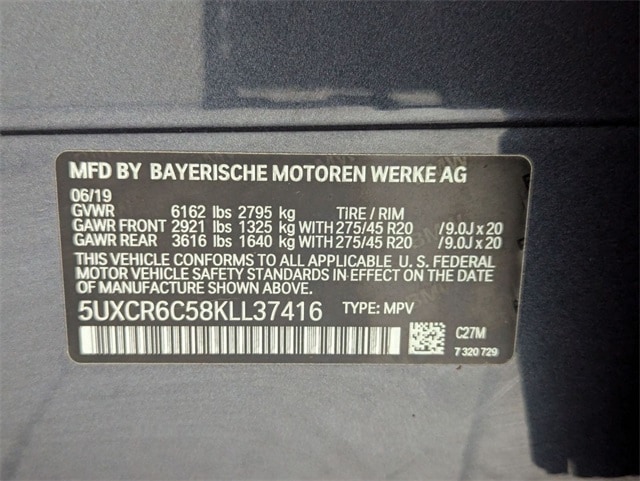 MFD BY BAYERISCHE MOTOREN WERKE AG
06/19
GVWR 6162 lbs 2795 kg TIRE / RIM
GAWR FRONT 2921 lbs 1325 kg WITH 275/45 R20 /9.0J x 20
GAWR REAR 3616 lbs 1640 kg WITH 275/45 R20 /9.0J x 20
THIS VEHICLE CONFORMS TO ALL APPLICABLE U. S. FEDERAL
MOTOR VEHICLE SAFETY STANDARDS IN EFFECT ON THE DATE
OF MANUFACTURE SHOWN ABOVE.
5UXCR6C58KLL37416 TYPE: MPV
C27M
7 320 729